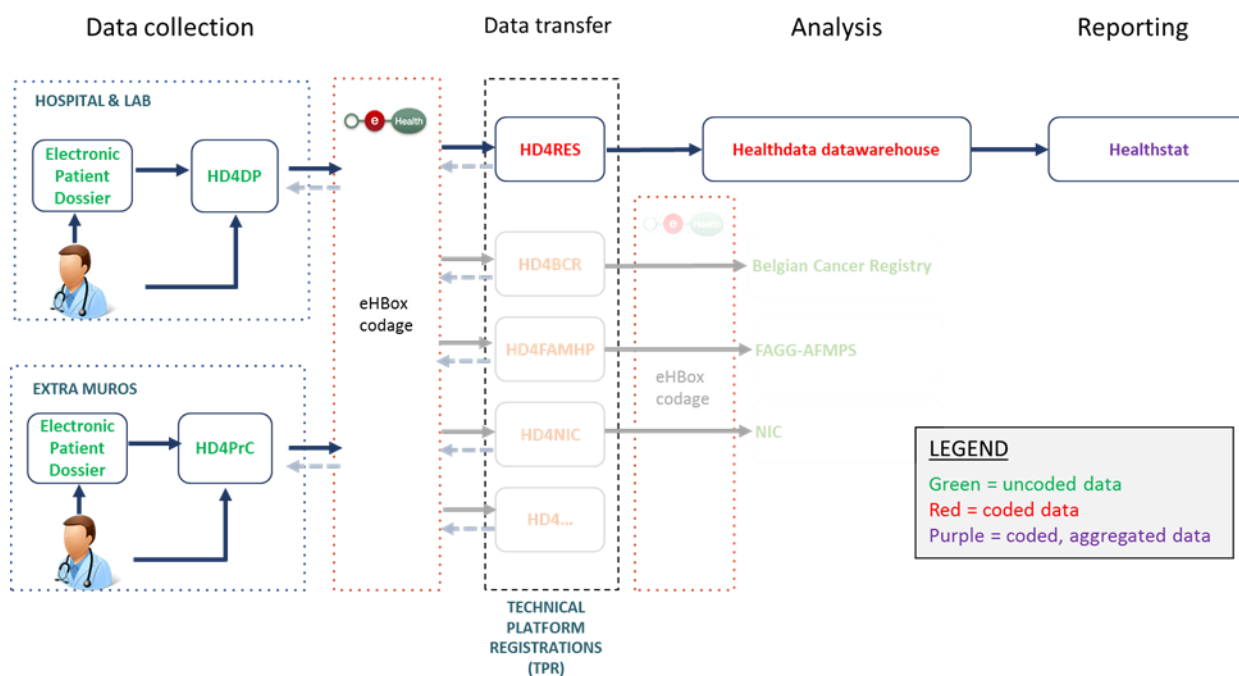 Data collection
Data transfer
Analysis
Reporting
HOSPITAL & LAB
Electronic
Patient
Dossier
HD4DP
e
Health
HD4RES
Healthdata datawarehouse
Healthstat
e
Health
HD4BCR
Belgian Cancer Registry
eHBox
codage
HD4FAMHP
FAGG-AFMPS
eHBox
codage
EXTRA MUROS
Electronic
Patient
Dossier
HD4PrC
HD4NIC
NIC
HD4...
LEGEND
Green = uncoded data
Red = coded data
Purple = coded, aggregated data
TECHNICAL
PLATFORM
REGISTRATIONS
(TPR)